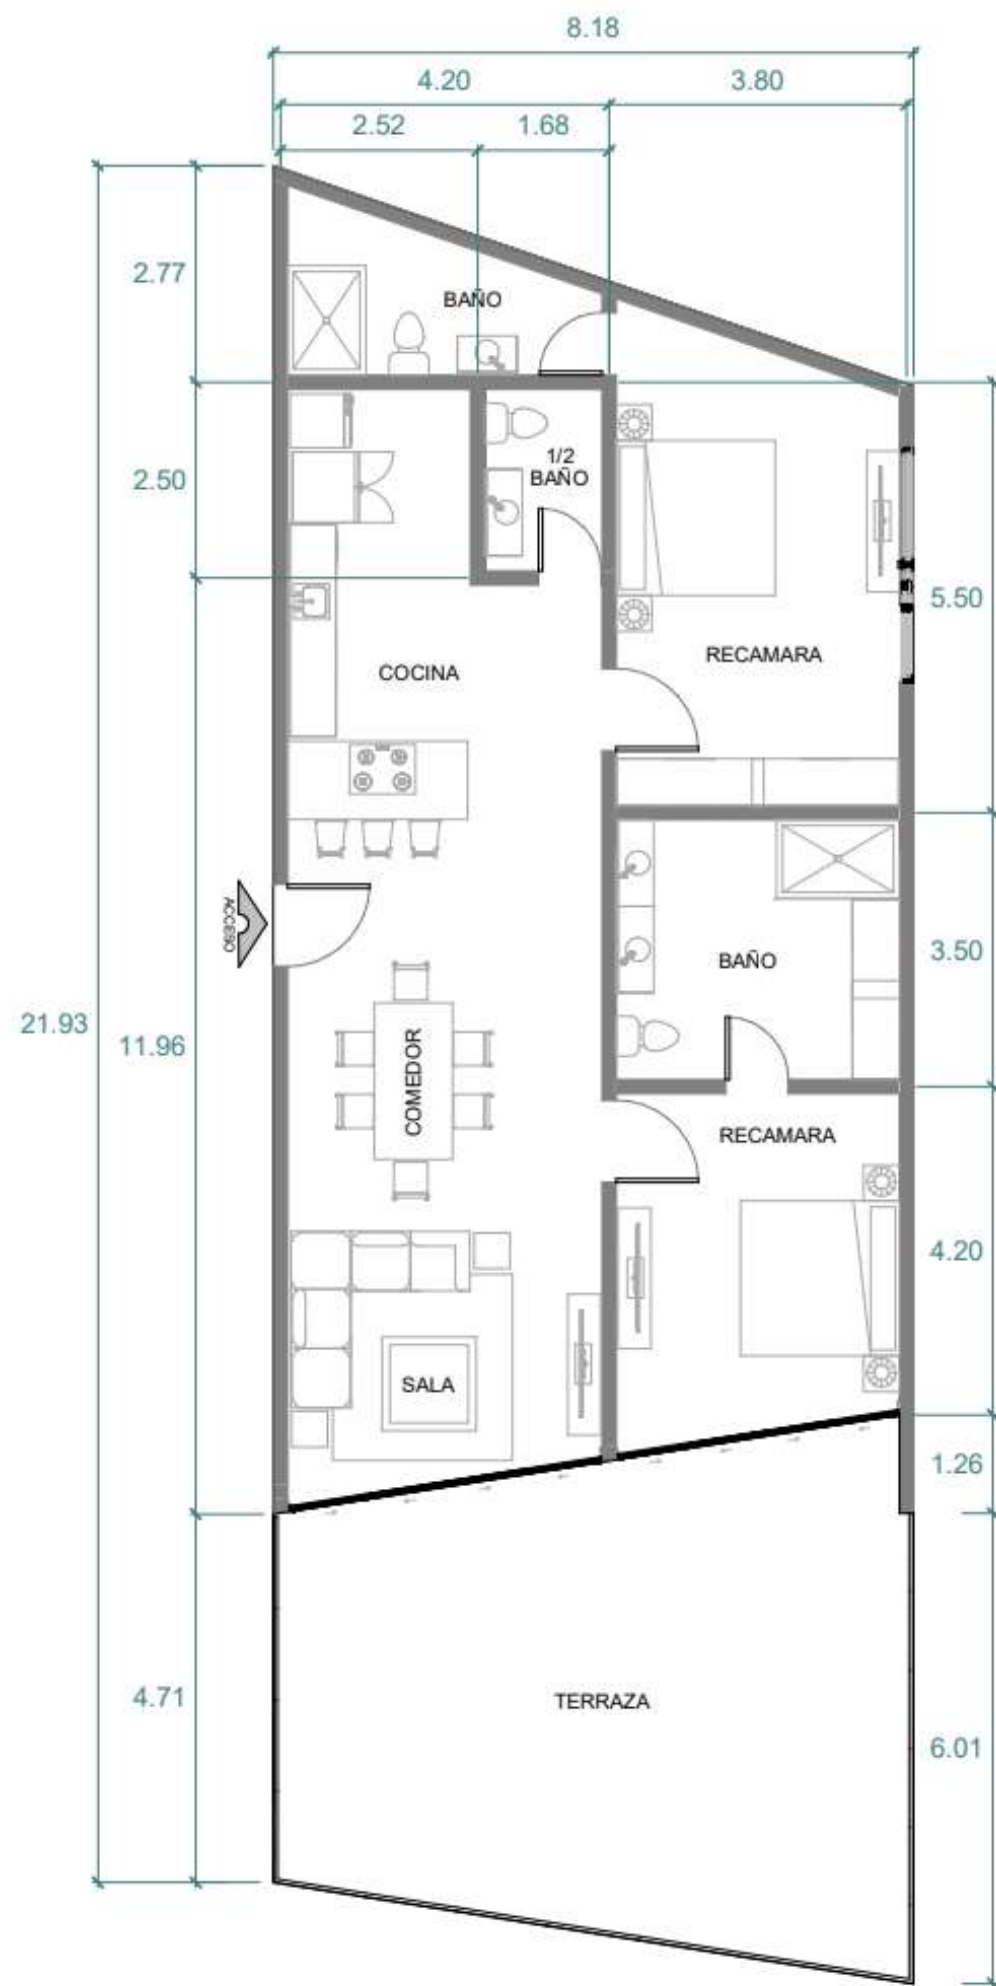 8.18
4.20
3.80
2.52
1.68
2.77
BAÑO
2.50
1/2
BAÑO
5.50
RECAMARA
COCINA
ACCESO
BAÑO
3.50
21.93
11.96
COMEDOR
RECAMARA
4.20
SALA
1.26
4.71
TERRAZA
6.01